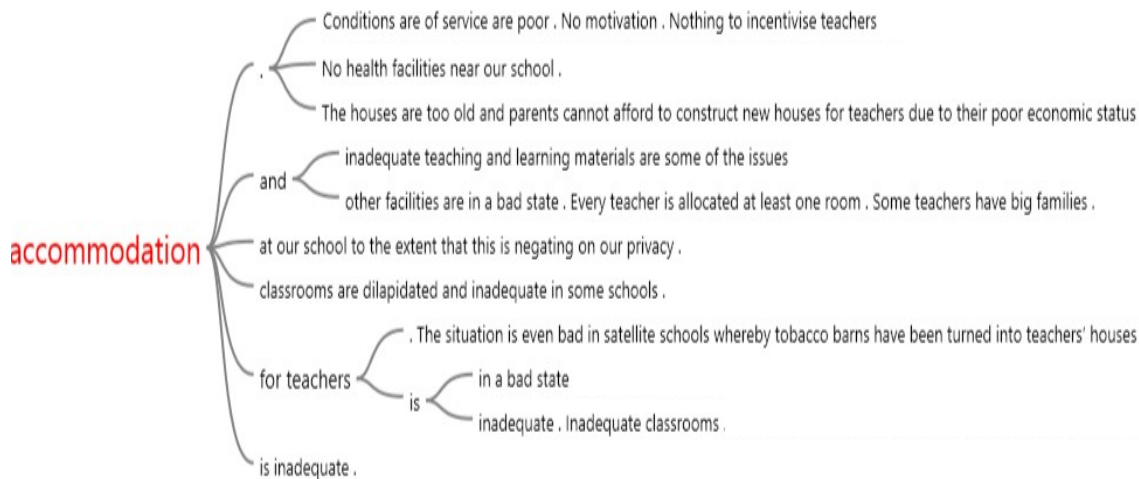 Conditions are of service are poor . No motivation . Nothing to incentivise teachers
.
No health facilities near our school .
The houses are too old and parents cannot afford to construct new houses for teachers due to their poor economic status
inadequate teaching and learning materials are some of the issues
and
other facilities are in a bad state . Every teacher is allocated at least one room . Some teachers have big families .
accommodation
at our school to the extent that this is negating on our privacy .
classrooms are dilapidated and inadequate in some schools .
. The situation is even bad in satellite schools whereby tobacco barns have been turned into teachers' houses
for teachers
in a bad state
is
inadequate . Inadequate classrooms .
is inadequate .